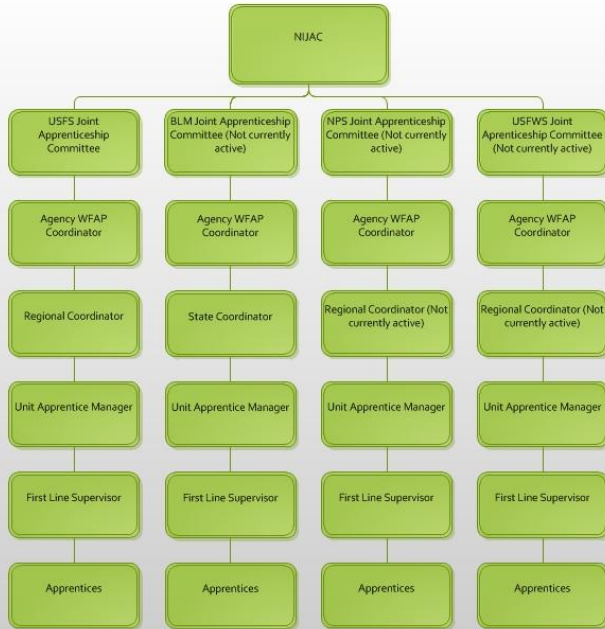 NIJAC
USFS Joint
Apprenticeship
Committee
BLM Joint Apprenticeship
Committee (Not currently
active)
NPS Joint Apprenticeship
Committee (Not currently
active)
USFWS Joint
Apprenticeship Committee
(Not currently active)
Agency WFAP
Coordinator
Agency WFAP
Coordinator
Agency WFAP
Coordinator
Agency WFAP
Coordinator
Regional Coordinator
State Coordinator
Regional Coordinator (Not
currently active)
Regional Coordinator (Not
currently active)
Unit Apprentice Manager
Unit Apprentice Manager
Unit Apprentice Manager
Unit Apprentice Manager
First Line Supervisor
First Line Supervisor
First Line Supervisor
First Line Supervisor
Apprentices
Apprentices
Apprentices
Apprentices